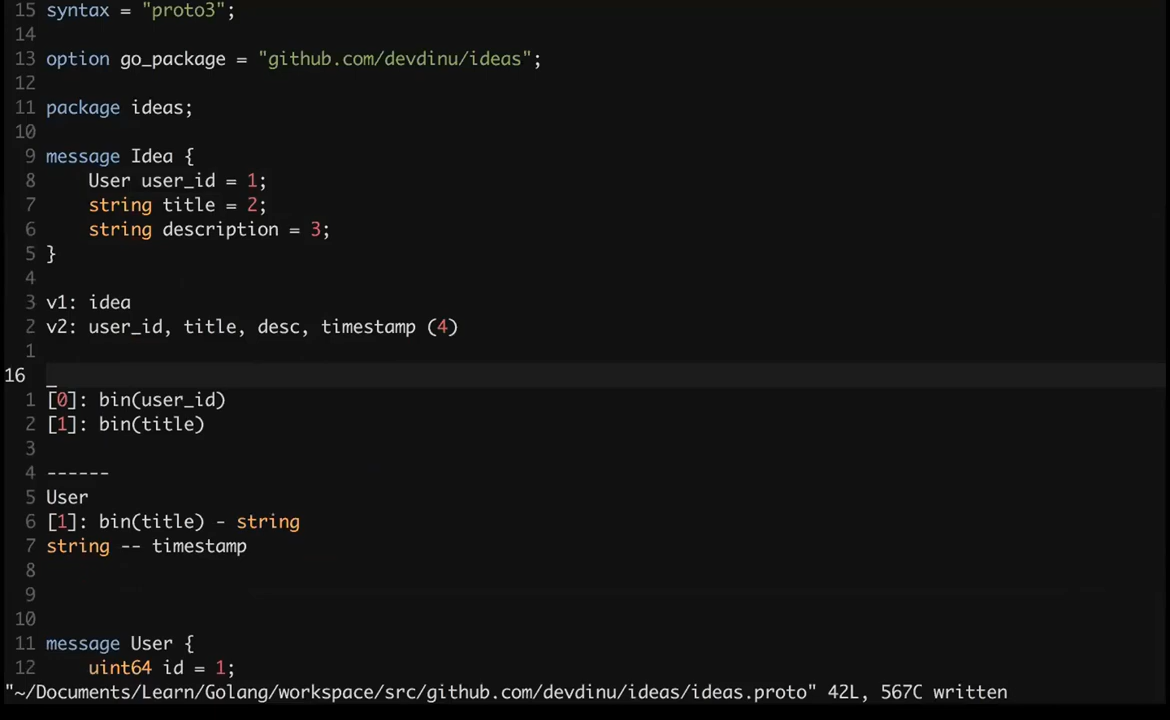 15 syntax = "proto3";
14
13 option go_package = "github.com/devdinu/ideas";
12
11 package ideas;
10
9 message Idea {
8     User user_id = 1;
7     string title = 2;
6     string description = 3;
5 }
4
3 v1: idea
2 v2: user_id, title, desc, timestamp (4)
1
16 _
1 [0]: bin(user_id)
2 [1]: bin(title)
3
4 ------
5 User
6 [1]: bin(title) - string
7 string -- timestamp
8
9
10
11 message User {
12     uint64 id = 1;
"~/Documents/Learn/Golang/workspace/src/github.com/devdinu/ideas/ideas.proto" 42L, 567C written